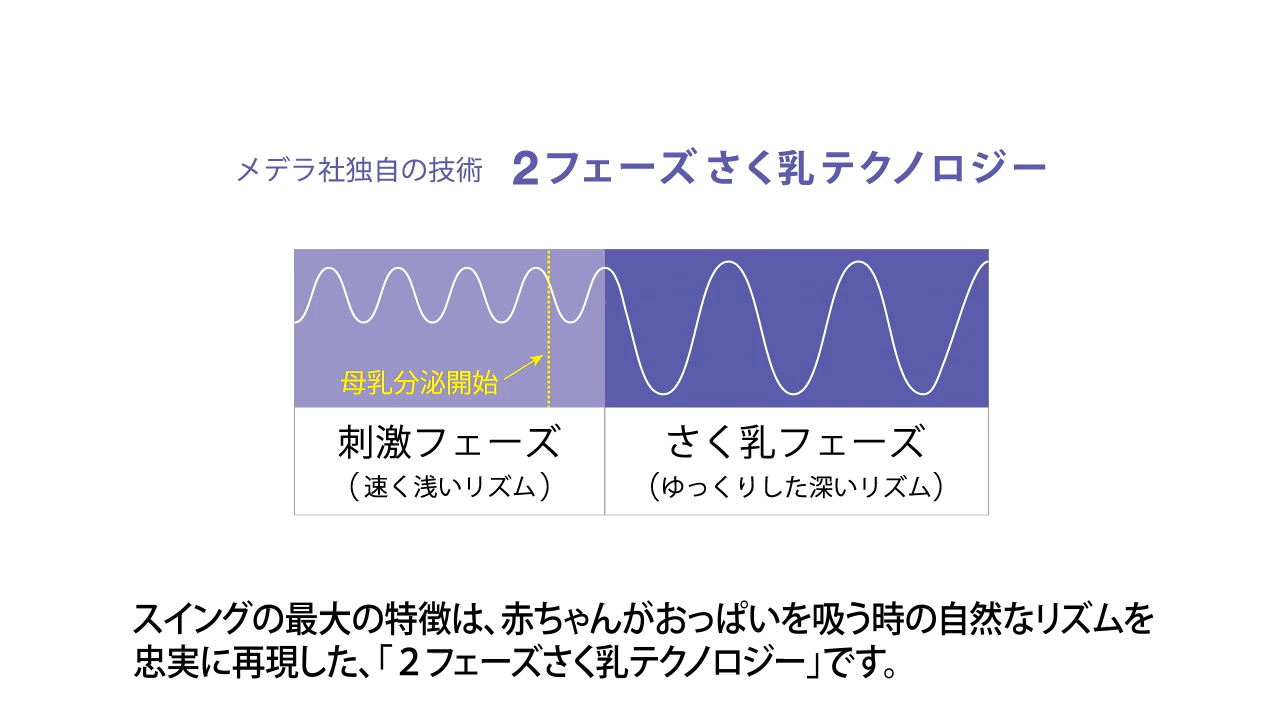 メデラ社独自の技術 2フェーズ さく乳テクノロジー
母乳分泌開始
刺激フェーズ
(速く浅いリズム)
さく乳フェーズ
(ゆっくりした深いリズム)
スイングの最大の特徴は、赤ちゃんがおっぱいを吸う時の自然なリズムを
忠実に再現した、「２フェーズさく乳テクノロジー」です。